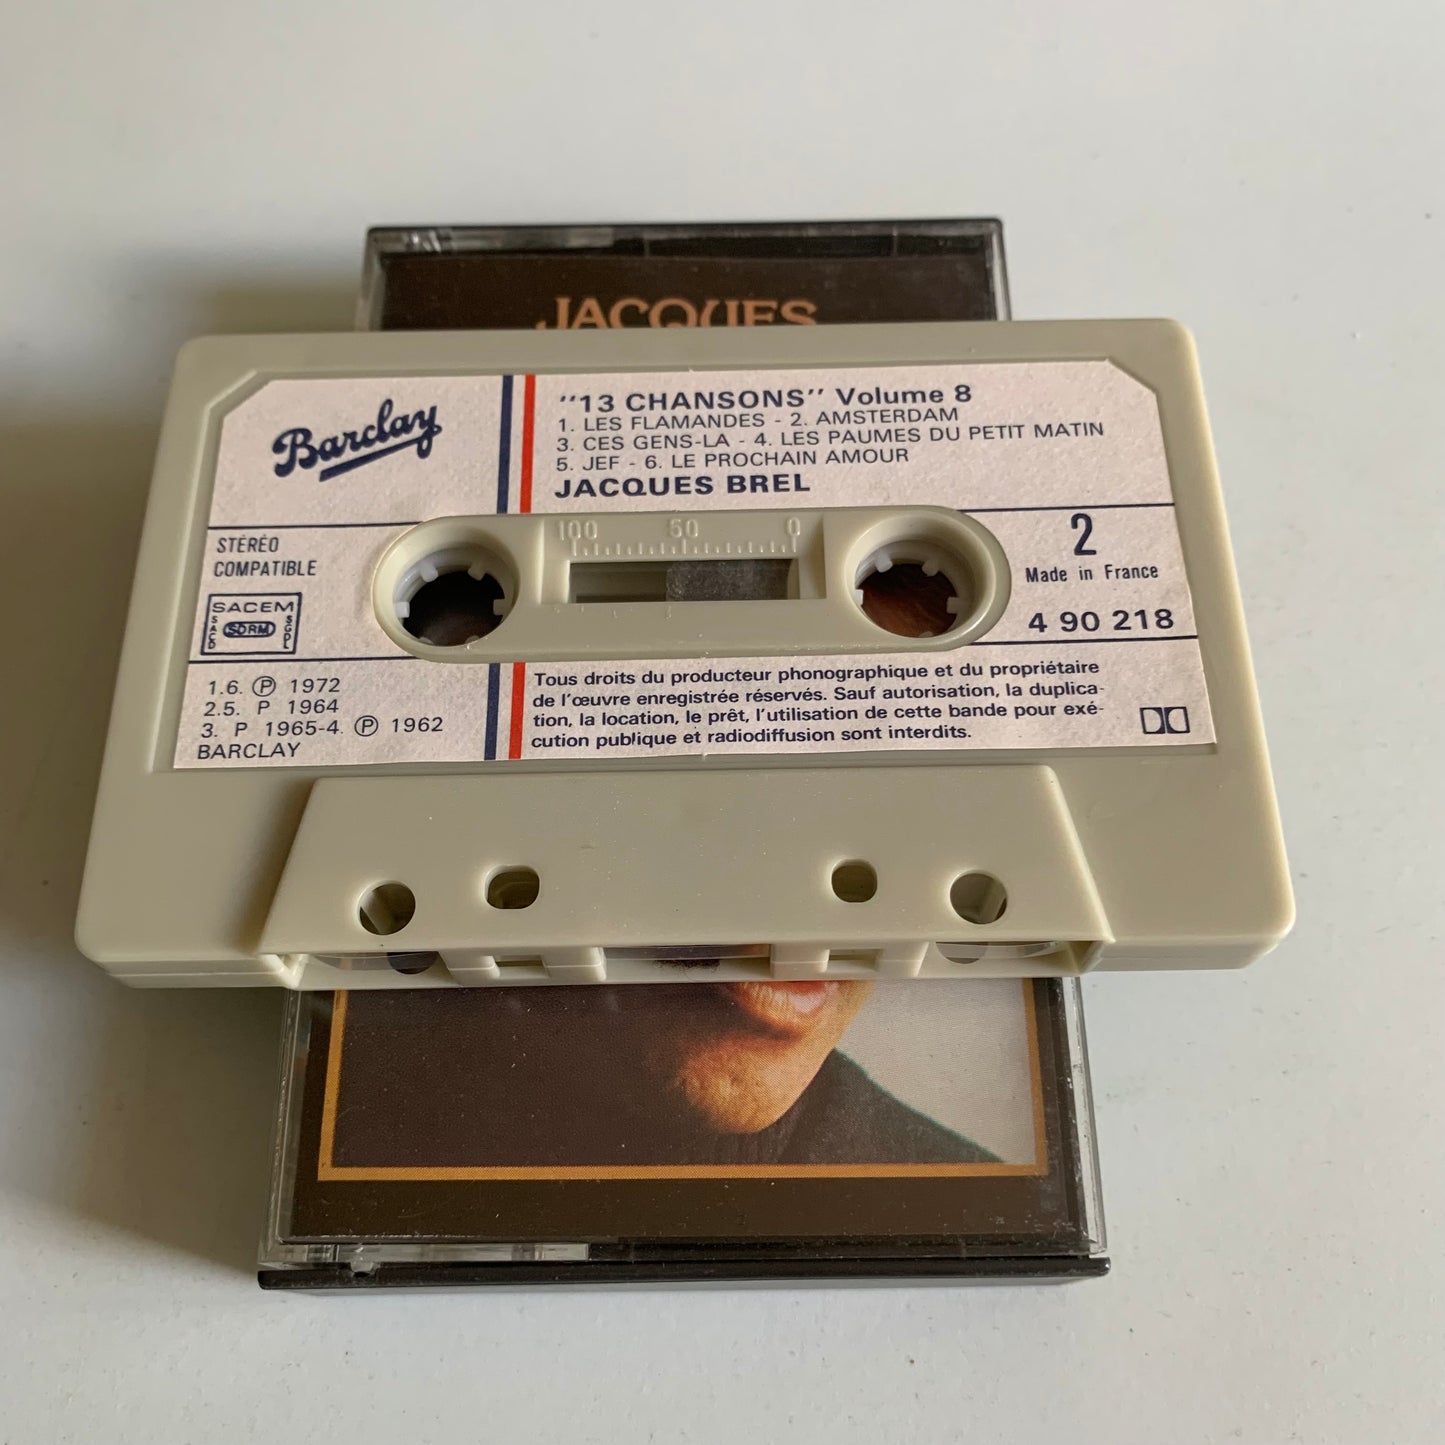 JACQUES
Barclay
"13 CHANSONS" Volume 8
1. LES FLAMANDES - 2. AMSTERDAM
3. CES GENS-LA - 4. LES PAUMES DU PETIT MATIN
5. JEF - 6. LE PROCHAIN AMOUR
JACQUES BREL
STÉRÉO
COMPATIBLE
SACEM
SACD
SDRM
SGDL
100 50 0
2
Made in France
4 90 218
1.6. Ⓟ 1972
2.5. P 1964
3. P 1965-4. Ⓟ 1962
BARCLAY
Tous droits du producteur phonographique et du propriétaire
de l'œuvre enregistrée réservés. Sauf autorisation, la duplica-
tion, la location, le prêt, l'utilisation de cette bande pour exé-
cution publique et radiodiffusion sont interdits.